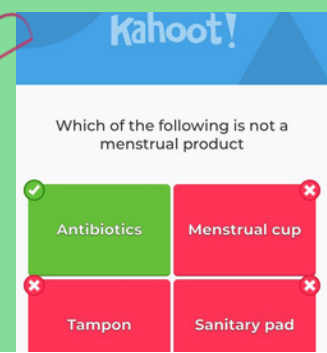 Kahoot!
Which of the following is not a
menstrual product
Antibiotics
Menstrual cup
Tampon
Sanitary pad